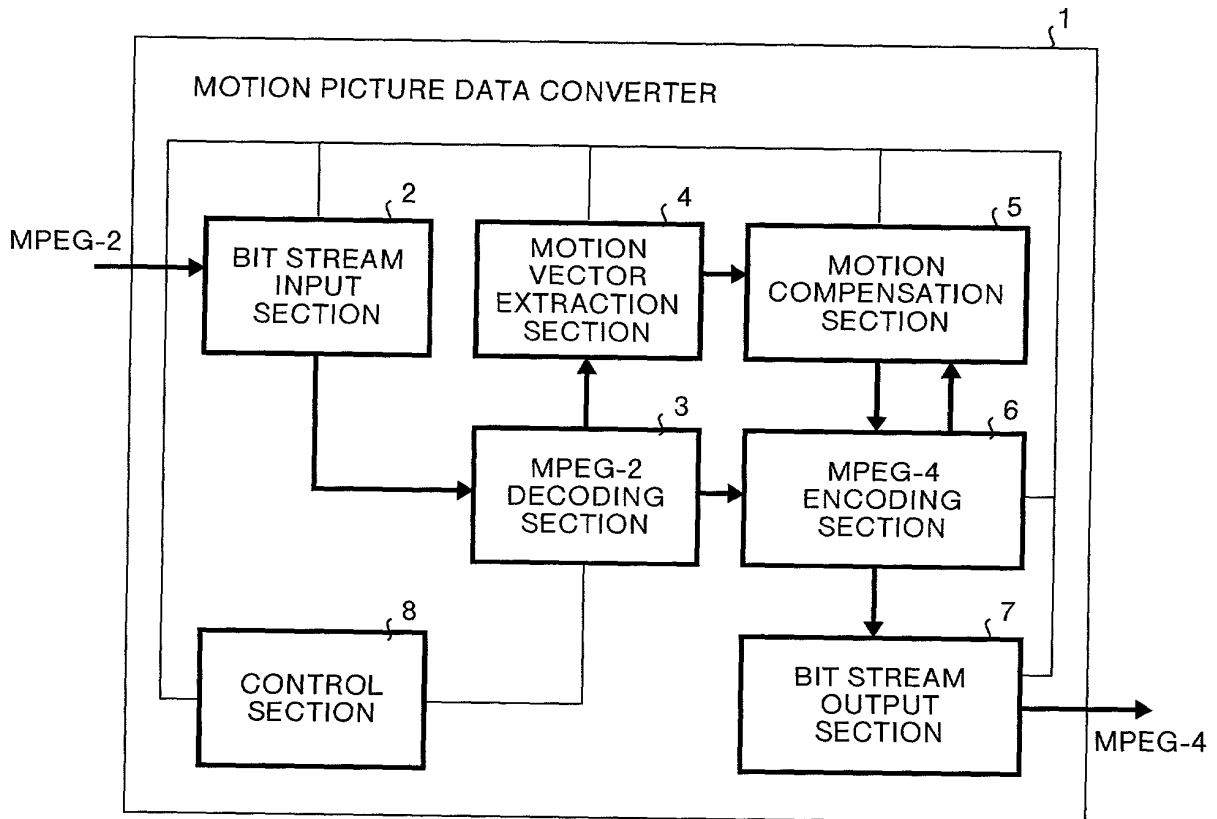 1
MOTION PICTURE DATA CONVERTER
2
4
5
MPEG-2
BIT STREAM
INPUT
SECTION
MOTION
VECTOR
EXTRACTION
SECTION
MOTION
COMPENSATION
SECTION
3
6
MPEG-2
DECODING
SECTION
MPEG-4
ENCODING
SECTION
8
7
CONTROL
SECTION
BIT STREAM
OUTPUT
SECTION
MPEG-4